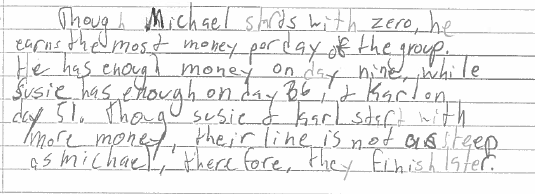 Though Michael starts with zero, he
earns the most money per day of the group.
He has enough money on day nine, while
Susie has enough on day 36, & Karl on
day 51. Thoug susie & Karl start with
more money, their line is not as steep
as michael, therefore, they finish later.